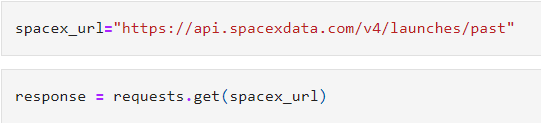 spacex_url="https://api.spacexdata.com/v4/launches/past"
response = requests.get(spacex_url)